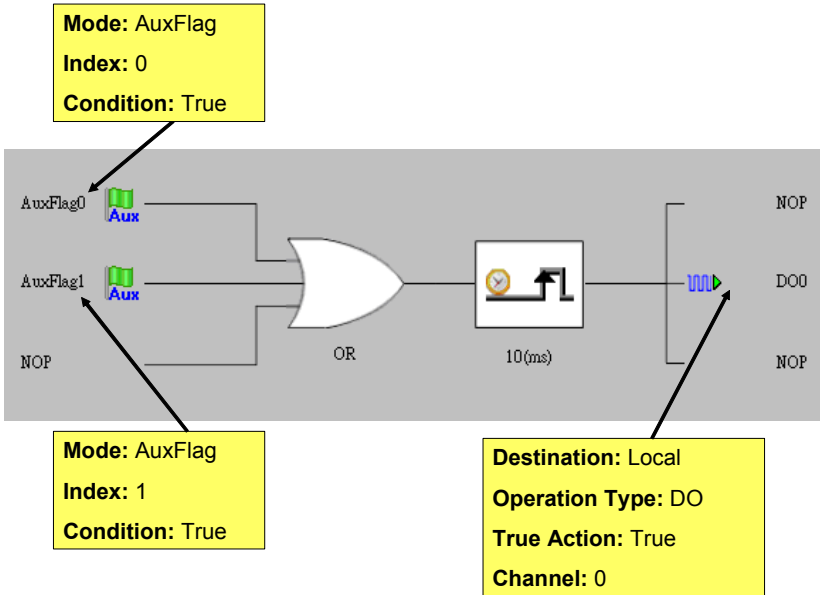 Mode: AuxFlag
Index: 0
Condition: True
AuxFlag0
Aux
NOP
AuxFlag1
Aux
DO0
NOP
OR
10(ms)
NOP
Mode: AuxFlag
Index: 1
Condition: True
Destination: Local
Operation Type: DO
True Action: True
Channel: 0